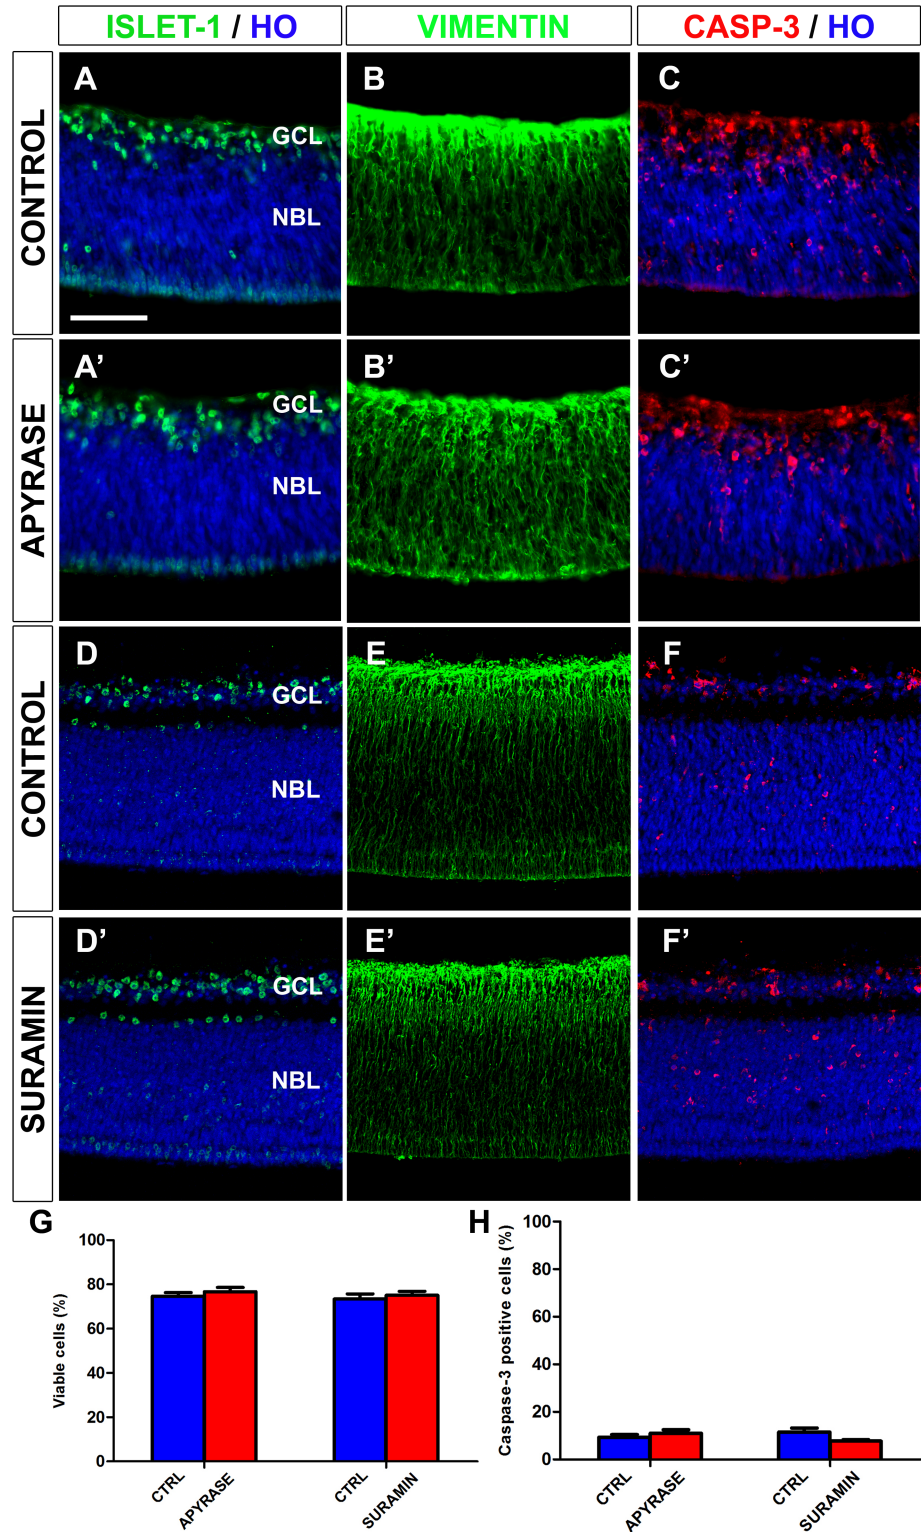 ISLET-1 / HO
VIMENTIN
CASP-3 / HO
CONTROL
A
GCL
NBL
B
C
APYRASE
A’
GCL
NBL
B’
C’
CONTROL
D
GCL
NBL
E
F
SURAMIN
D’
GCL
NBL
E’
F’
G
Viable cells (%)
100
80
60
40
20
0
CTRL
APYRASE
CTRL
SURAMIN
H
Caspase-3 positive cells (%)
100
80
60
40
20
0
CTRL
APYRASE
CTRL
SURAMIN